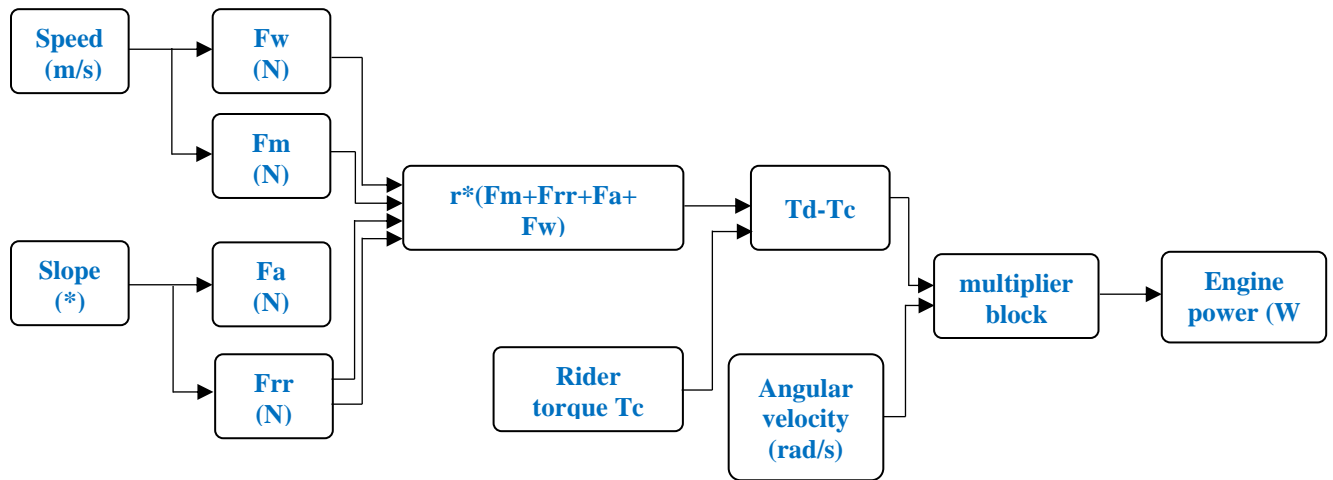 Speed
(m/s)
Fw
(N)
Fm
(N)
r*(Fm+Frr+Fa+
Fw)
Td-Tc
Slope
(*)
Fa
(N)
Frr
(N)
multiplier
block
Engine
power (W
Rider
torque Tc
Angular
velocity
(rad/s)